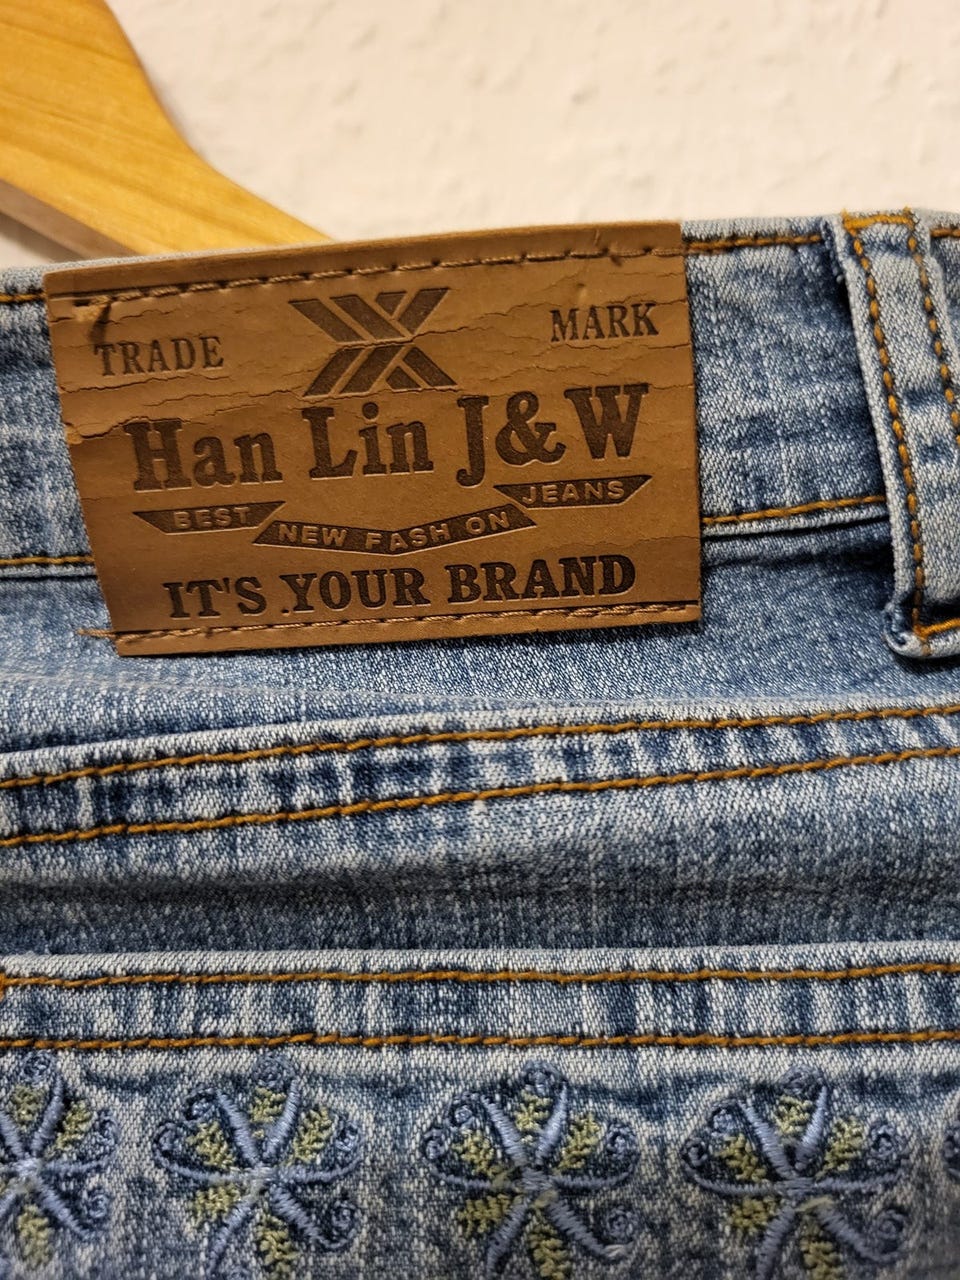 TRADE MARK
Han Lin J&W
BEST NEW FASH ON JEANS
IT'S YOUR BRAND